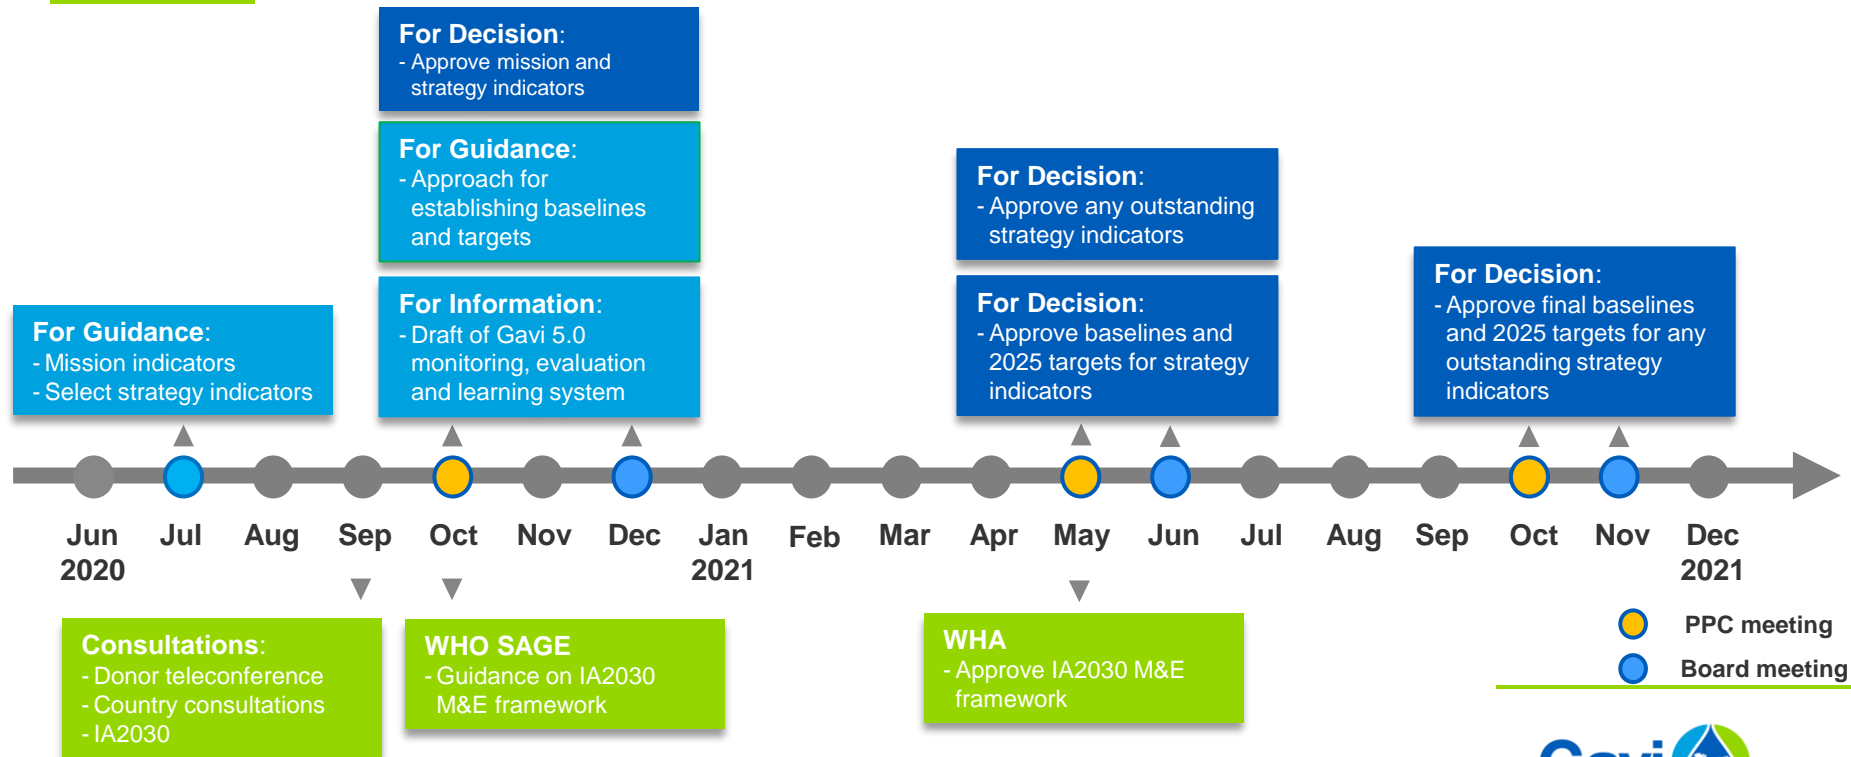 For Decision:
- Approve mission and
strategy indicators
For Guidance:
- Approach for
establishing baselines
and targets
For Information:
- Draft of Gavi 5.0
monitoring, evaluation
and learning system
For Guidance:
- Mission indicators
- Select strategy indicators
For Decision:
- Approve any outstanding
strategy indicators
For Decision:
- Approve baselines and
2025 targets for strategy
indicators
For Decision:
- Approve final baselines
and 2025 targets for any
outstanding strategy
indicators
Jun Jul Aug Sep Oct Nov Dec Jan Feb Mar Apr May Jun Jul Aug Sep Oct Nov Dec
2020 2021 2021
Consultations:
- Donor teleconference
- Country consultations
- IA2030
WHO SAGE
- Guidance on IA2030
M&E framework
WHA
- Approve IA2030 M&E
framework
PPC meeting
Board meeting
Gavi